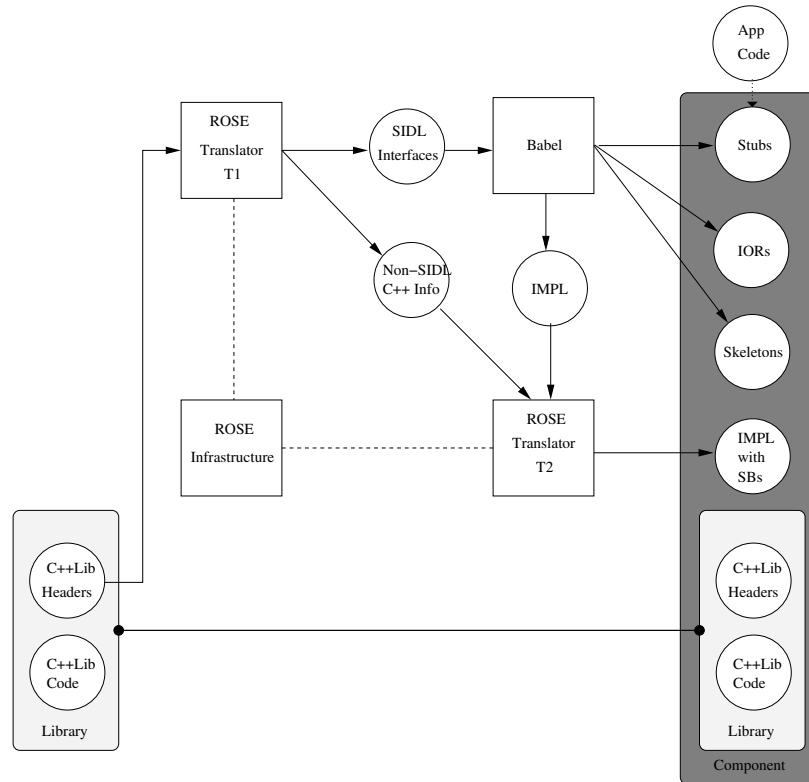 App
Code
ROSE
Translator
T1
SIDL
Interfaces
Babel
Stubs
Non-SIDL
C++ Info
IMPL
IORs
Skeletons
ROSE
Infrastructure
ROSE
Translator
T2
IMPL
with
SBs
C++Lib
Headers
C++Lib
Code
Library
C++Lib
Headers
C++Lib
Code
Library
Component